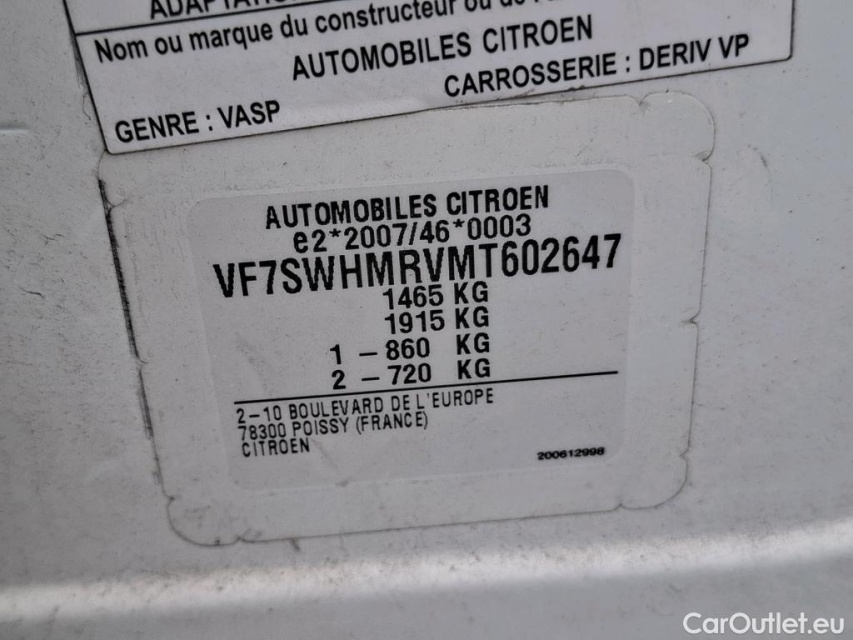 Nom ou marque du constructeur ou de
AUTOMOBILES CITROEN
GENRE : VASP
CARROSSERIE : DERIV VP
AUTOMOBILES CITROEN
e2*2007/46*0003
VF7SWHMRVMT602647
1465 KG
1915 KG
1 – 860 KG
2 – 720 KG
2–10 BOULEVARD DE L'EUROPE
78300 POISSY (FRANCE)
CITROEN
200612998
CarOutlet.eu